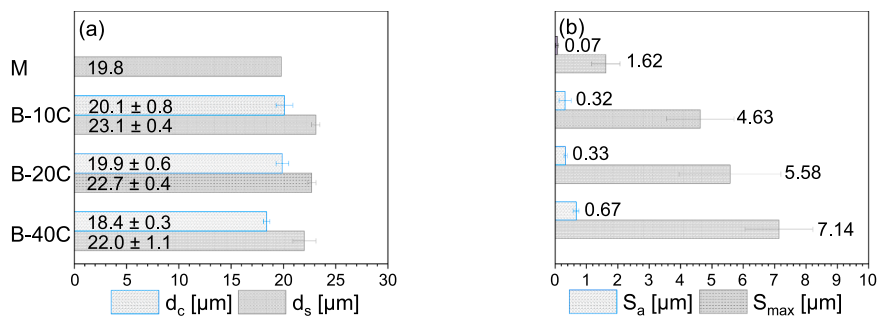 (a)
M
19.8
B-10C
20.1 ± 0.8
23.1 ± 0.4
B-20C
19.9 ± 0.6
22.7 ± 0.4
B-40C
18.4 ± 0.3
22.0 ± 1.1
0 5 10 15 20 25 30
d_c [µm] d_s [µm]
(b)
0.07
1.62
0.32
4.63
0.33
5.58
0.67
7.14
0 1 2 3 4 5 6 7 8 9 10
S_a [µm] S_max [µm]